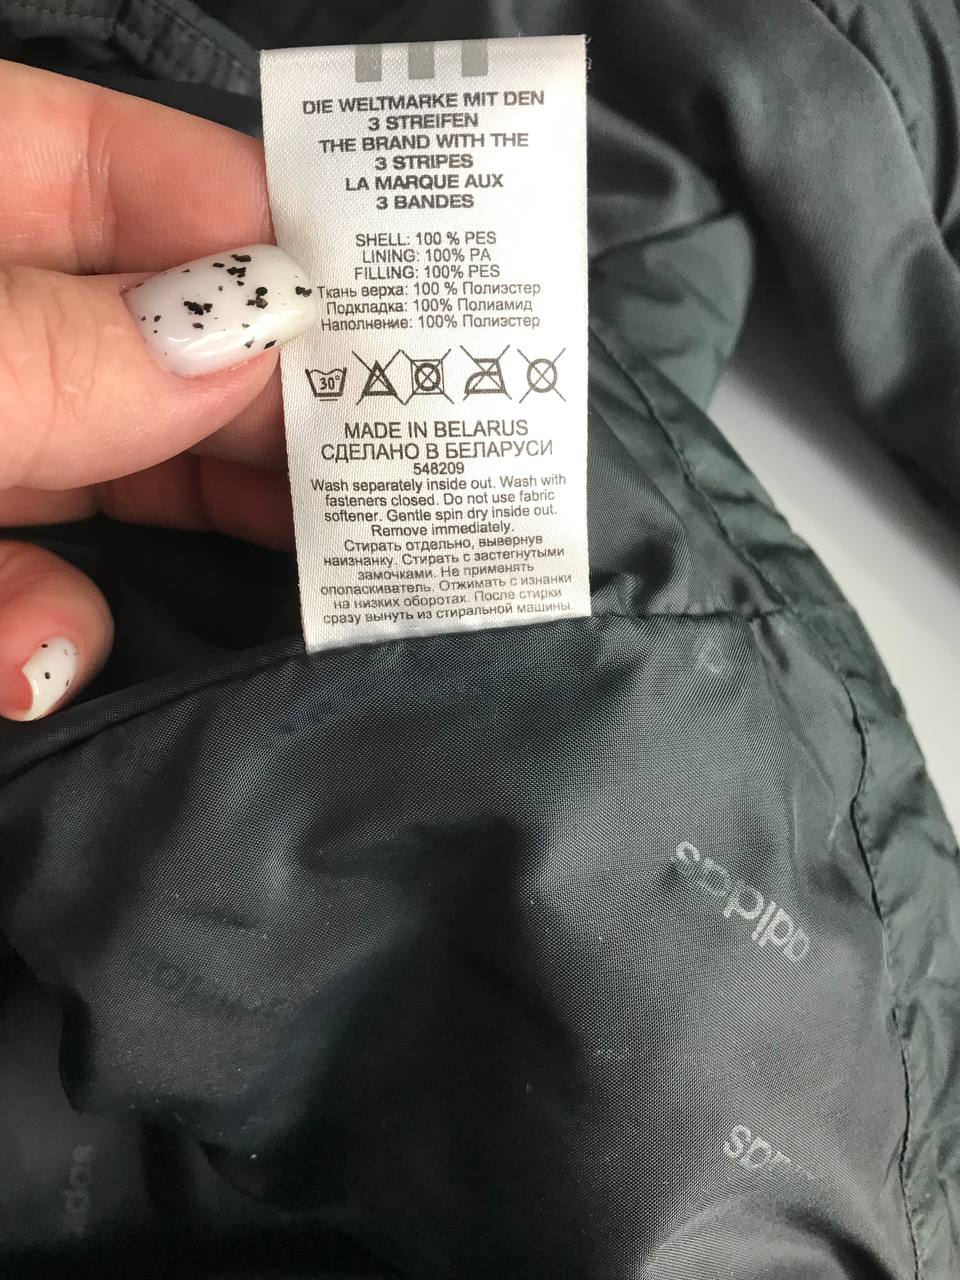 DIE WELTMARKE MIT DEN
3 STREIFEN
THE BRAND WITH THE
3 STRIPES
LA MARQUE AUX
3 BANDES
SHELL: 100 % PES
LINING: 100% PA
FILLING: 100% PES
Ткань верха: 100 % Полиэстер
Подкладка: 100% Полиамид
Наполнение: 100% Полиэстер
30°
MADE IN BELARUS
СДЕЛАНО В БЕЛАРУСИ
548209
Wash separately inside out. Wash with
fasteners closed. Do not use fabric
softener. Gentle spin dry inside out.
Remove immediately.
Стирать отдельно, вывернув
наизнанку. Стирать с застегнутыми
замочками. Не применять
ополаскиватель. Отжимать с изнанки
на низких оборотах. После стирки
сразу вынуть из стиральной машины.
adidas